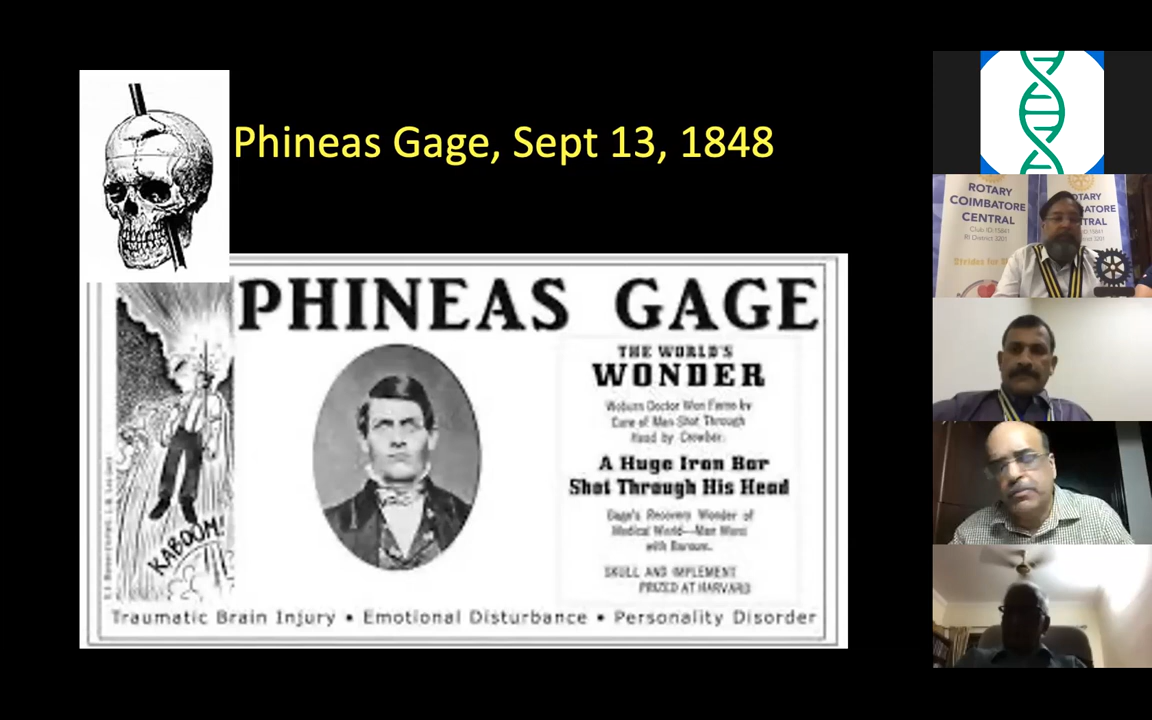 Phineas Gage, Sept 13, 1848
PHINEAS GAGE
THE WORLD'S
WONDER
Woburn Doctor Won Fame by
Cure of Man Shot Through
Head by Crowbar.
A Huge Iron Bar
Shot Through His Head
Gage's Recovery Wonder of
Medical World—Man Went
with Barnum.
SKULL AND IMPLEMENT
PRIZED AT HARVARD
KABOOM!
Traumatic Brain Injury • Emotional Disturbance • Personality Disorder
ROTARY
COIMBATORE
CENTRAL
Club ID:15841
RI District 3201
ROTARY